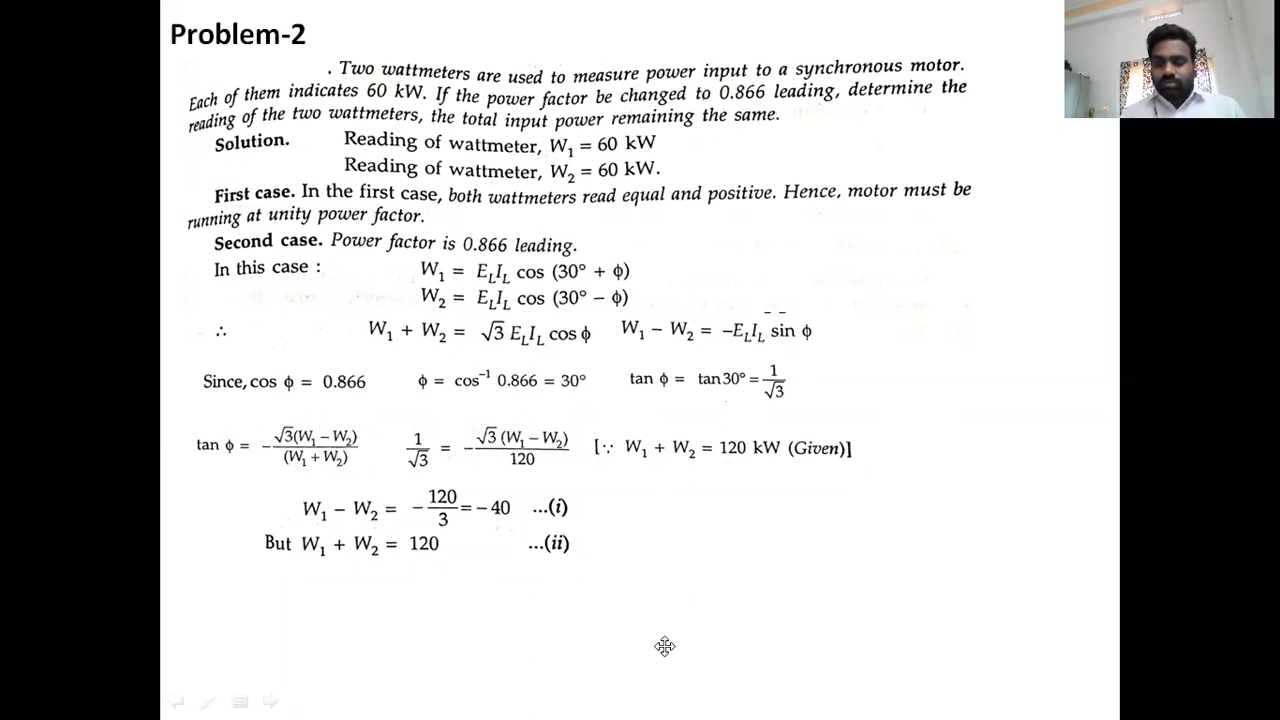 Problem-2
. Two wattmeters are used to measure power input to a synchronous motor.
Each of them indicates 60 kW. If the power factor be changed to 0.866 leading, determine the
reading of the two wattmeters, the total input power remaining the same.
Solution. Reading of wattmeter, W₁ = 60 kW
Reading of wattmeter, W₂ = 60 kW.
First case. In the first case, both wattmeters read equal and positive. Hence, motor must be
running at unity power factor.
Second case. Power factor is 0.866 leading.
In this case : W₁ = E_L I_L cos (30° + ϕ)
W₂ = E_L I_L cos (30° − ϕ)
∴ W₁ + W₂ = √3 E_L I_L cos ϕ W₁ − W₂ = −E_L I_L sin ϕ
Since, cos ϕ = 0.866 ϕ = cos⁻¹ 0.866 = 30° tan ϕ = tan 30° = 1/√3
tan ϕ = − √3(W₁ − W₂)/(W₁ + W₂) 1/√3 = − √3 (W₁ − W₂)/120 [∵ W₁ + W₂ = 120 kW (Given)]
W₁ − W₂ = − 120/3 = − 40 ...(i)
But W₁ + W₂ = 120 ...(ii)